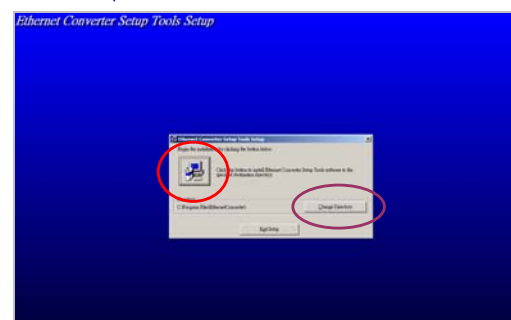 Ethernet Converter Setup Tools Setup
Ethernet Converter Setup Tools Setup
Begin the installation by clicking the button below.
Click this button to install Ethernet Converter Setup Tools software to the
specified destination directory.
C:\Program Files\EthernetConverter\
Change Directory
Exit Setup